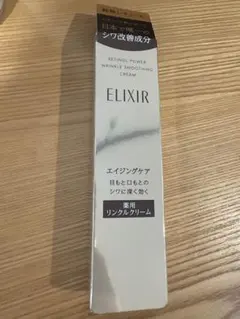 シワ改善成分
RETINOL POWER
WRINKLE SMOOTHING
CREAM
ELIXIR
エイジングケア
目もと口もとの
シワに深く効く
薬用
リンクルクリーム